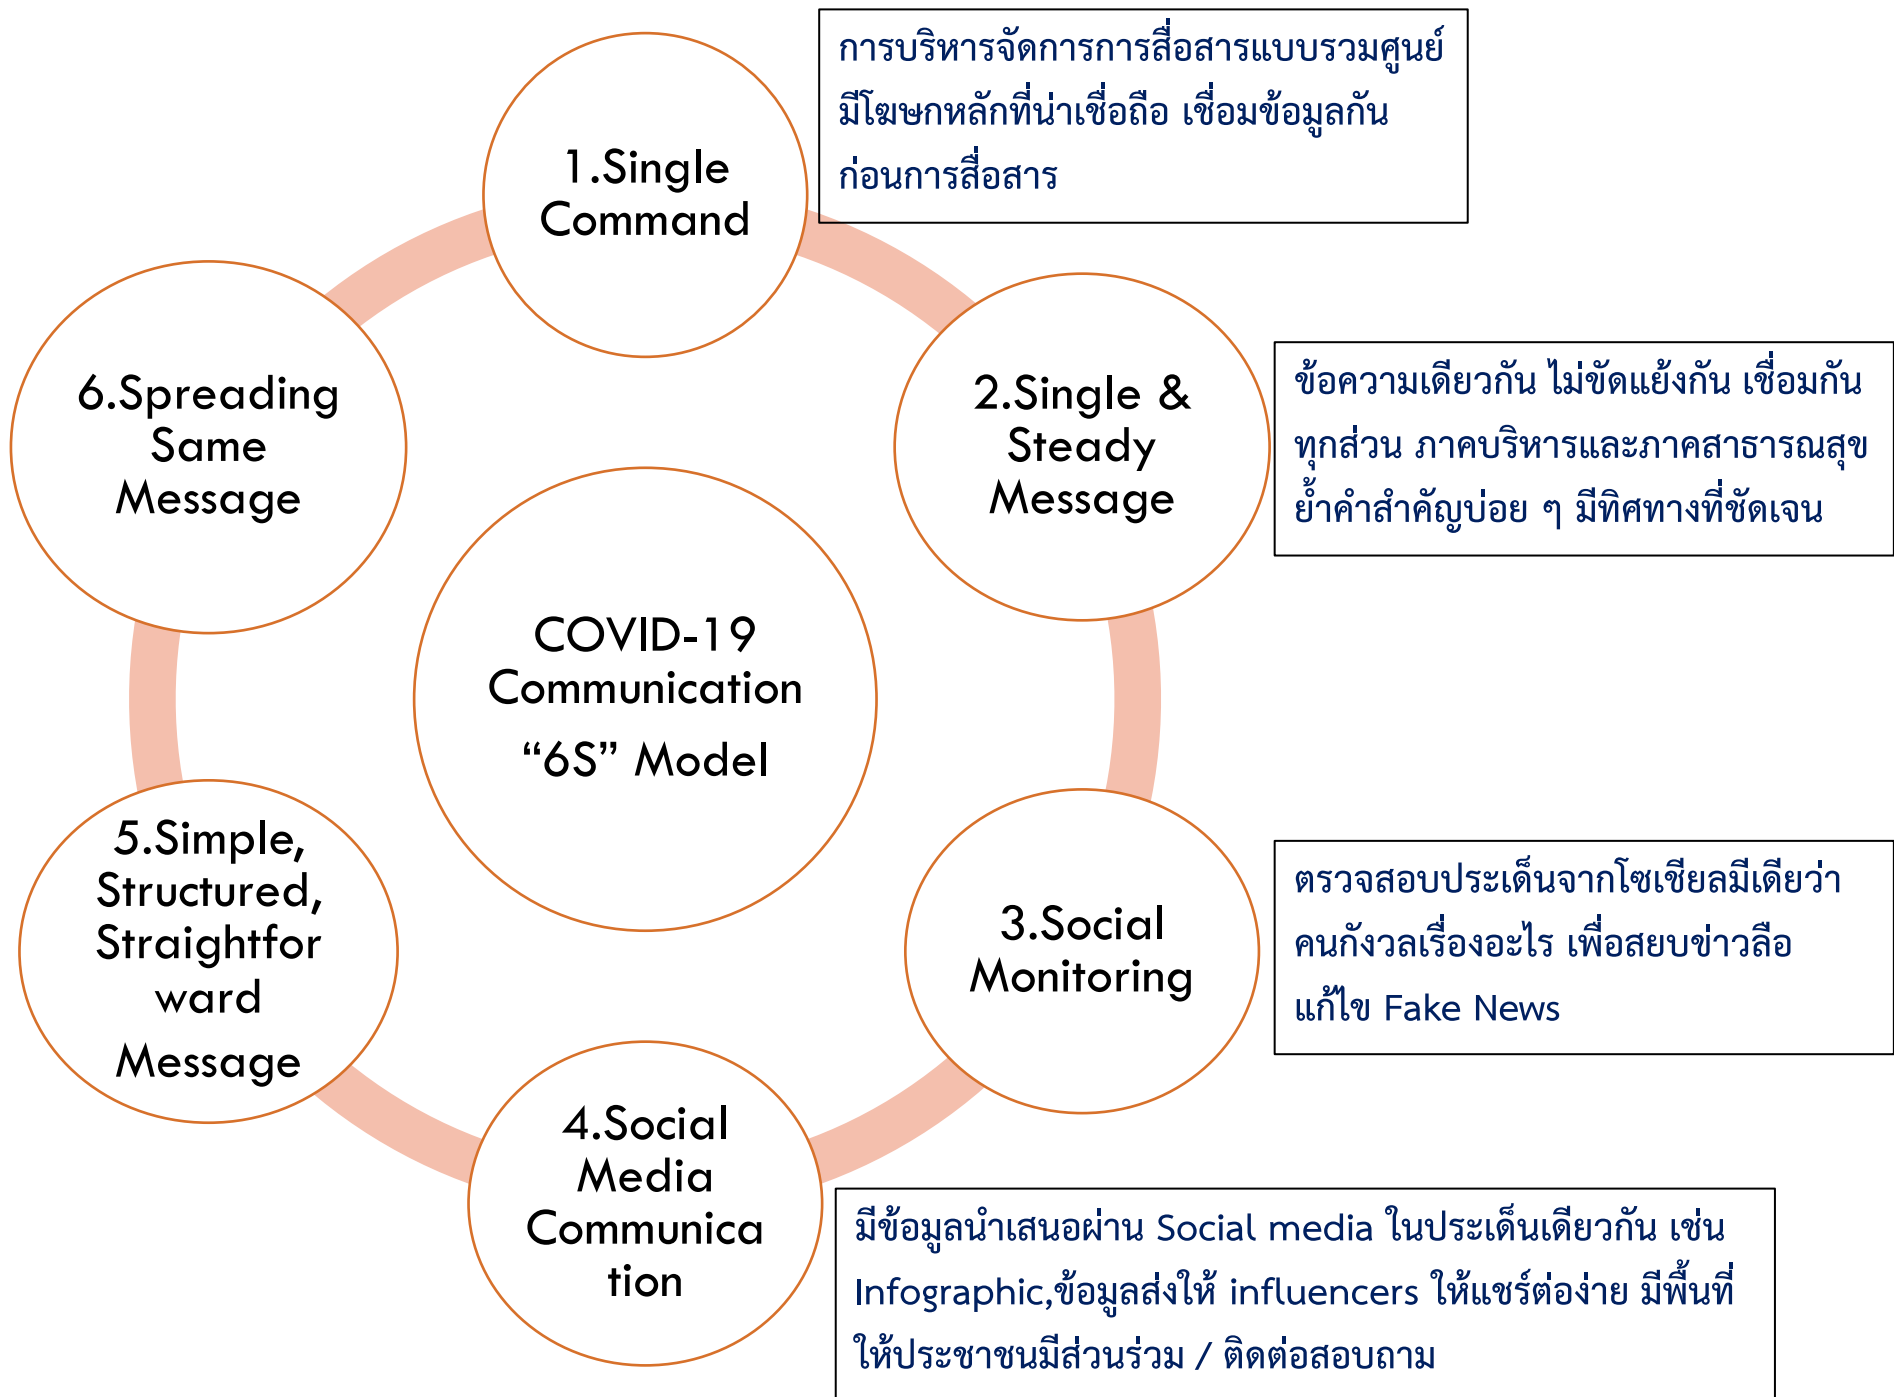 1.Single
Command
การบริหารจัดการการสื่อสารแบบรวมศูนย์
มีโฆษกหลักที่น่าเชื่อถือ เชื่อมข้อมูลกัน
ก่อนการสื่อสาร
2.Single &
Steady
Message
ข้อความเดียวกัน ไม่ขัดแย้งกัน เชื่อมกัน
ทุกส่วน ภาคบริหารและภาคสาธารณสุข
ย้ำคำสำคัญบ่อย ๆ มีทิศทางที่ชัดเจน
3.Social
Monitoring
ตรวจสอบประเด็นจากโซเชียลมีเดียว่า
คนกังวลเรื่องอะไร เพื่อสยบข่าวลือ
แก้ไข Fake News
4.Social
Media
Communica
tion
มีข้อมูลนำเสนอผ่าน Social media ในประเด็นเดียวกัน เช่น
Infographic,ข้อมูลส่งให้ influencers ให้แชร์ต่อง่าย มีพื้นที่
ให้ประชาชนมีส่วนร่วม / ติดต่อสอบถาม
5.Simple,
Structured,
Straightfor
ward
Message
6.Spreading
Same
Message
COVID-19
Communication
“6S” Model